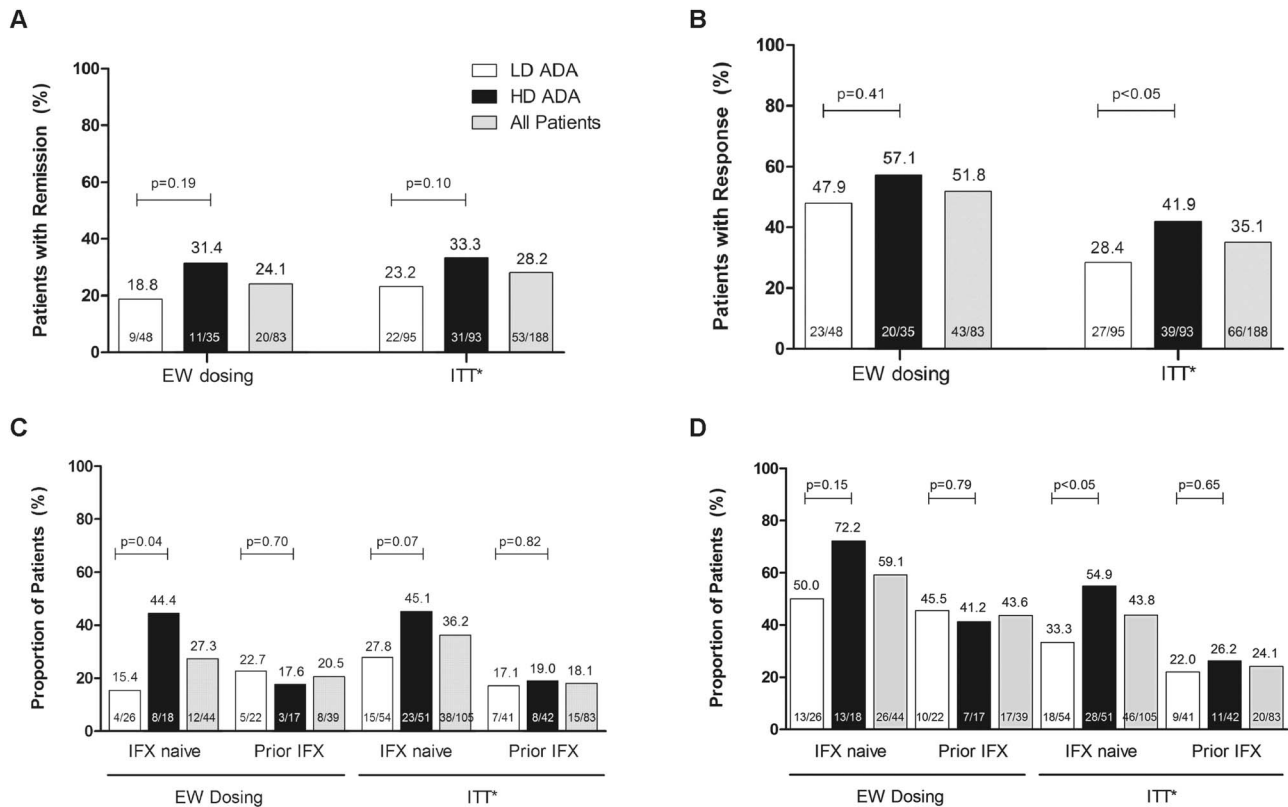 A
Patients with Remission (%)
100
80
60
40
20
0
LD ADA
HD ADA
All Patients
p=0.19
p=0.10
18.8
31.4
24.1
23.2
33.3
28.2
9/48
11/35
20/83
22/95
31/93
53/188
EW dosing
ITT*
B
Patients with Response (%)
100
80
60
40
20
0
p=0.41
p<0.05
47.9
57.1
51.8
28.4
41.9
35.1
23/48
20/35
43/83
27/95
39/93
66/188
EW dosing
ITT*
C
Proportion of Patients (%)
100
80
60
40
20
0
p=0.04
p=0.70
p=0.07
p=0.82
15.4
44.4
27.3
22.7
17.6
20.5
27.8
45.1
36.2
17.1
19.0
18.1
4/26
8/18
12/44
5/22
3/17
8/39
15/54
23/51
38/105
7/41
8/42
15/83
IFX naive
Prior IFX
IFX naive
Prior IFX
EW Dosing
ITT*
D
Proportion of Patients (%)
100
80
60
40
20
0
p=0.15
p=0.79
p<0.05
p=0.65
50.0
72.2
59.1
45.5
41.2
43.6
33.3
54.9
43.8
22.0
26.2
24.1
13/26
13/18
26/44
10/22
7/17
17/39
18/54
28/51
46/105
9/41
11/42
20/83
IFX naive
Prior IFX
IFX naive
Prior IFX
EW Dosing
ITT*